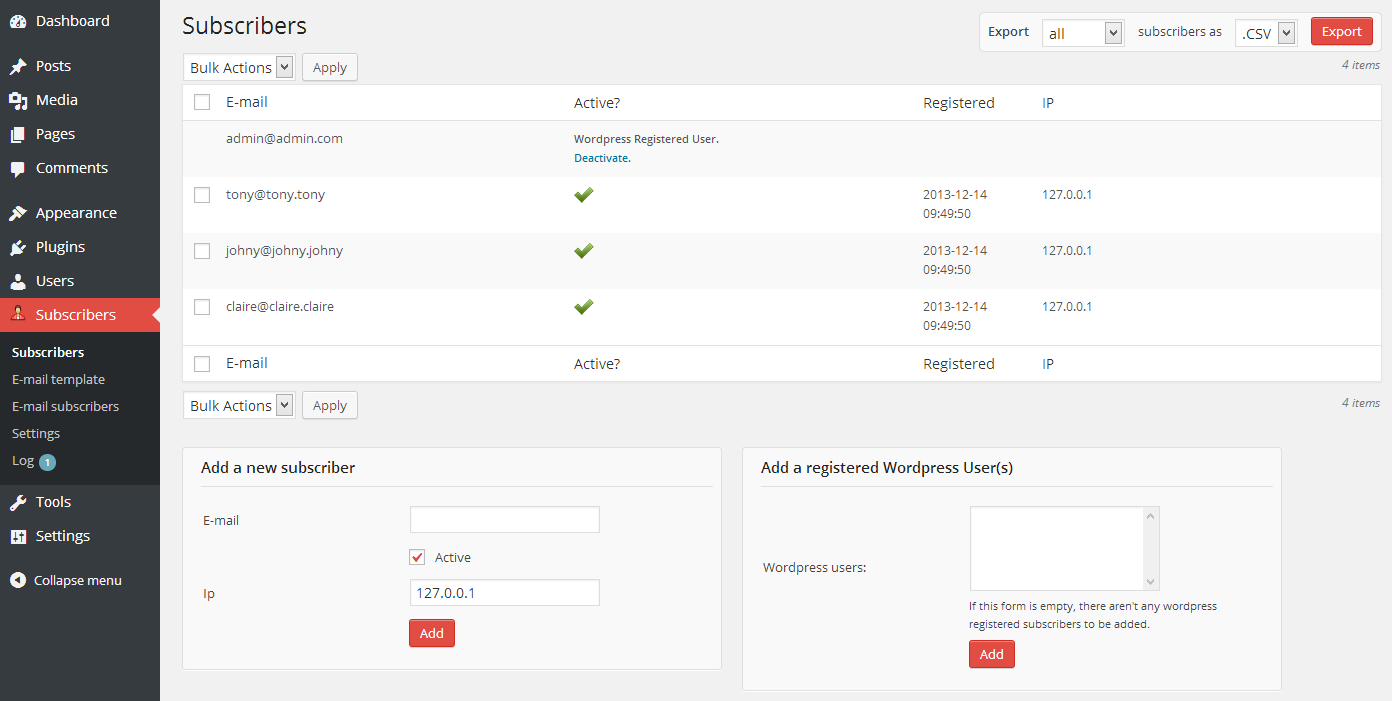 Dashboard
Posts
Media
Pages
Comments
Appearance
Plugins
Users
Subscribers
Subscribers
E-mail template
E-mail subscribers
Settings
Log 1
Tools
Settings
Collapse menu
Subscribers
Export all subscribers as .CSV Export
Bulk Actions Apply
4 items
E-mail Active? Registered IP
admin@admin.com Wordpress Registered User.
Deactivate.
tony@tony.tony 2013-12-14 127.0.0.1
09:49:50
johny@johny.johny 2013-12-14 127.0.0.1
09:49:50
claire@claire.claire 2013-12-14 127.0.0.1
09:49:50
E-mail Active? Registered IP
Bulk Actions Apply
4 items
Add a new subscriber
E-mail
Active
Ip 127.0.0.1
Add
Add a registered Wordpress User(s)
Wordpress users:
If this form is empty, there aren't any wordpress
registered subscribers to be added.
Add